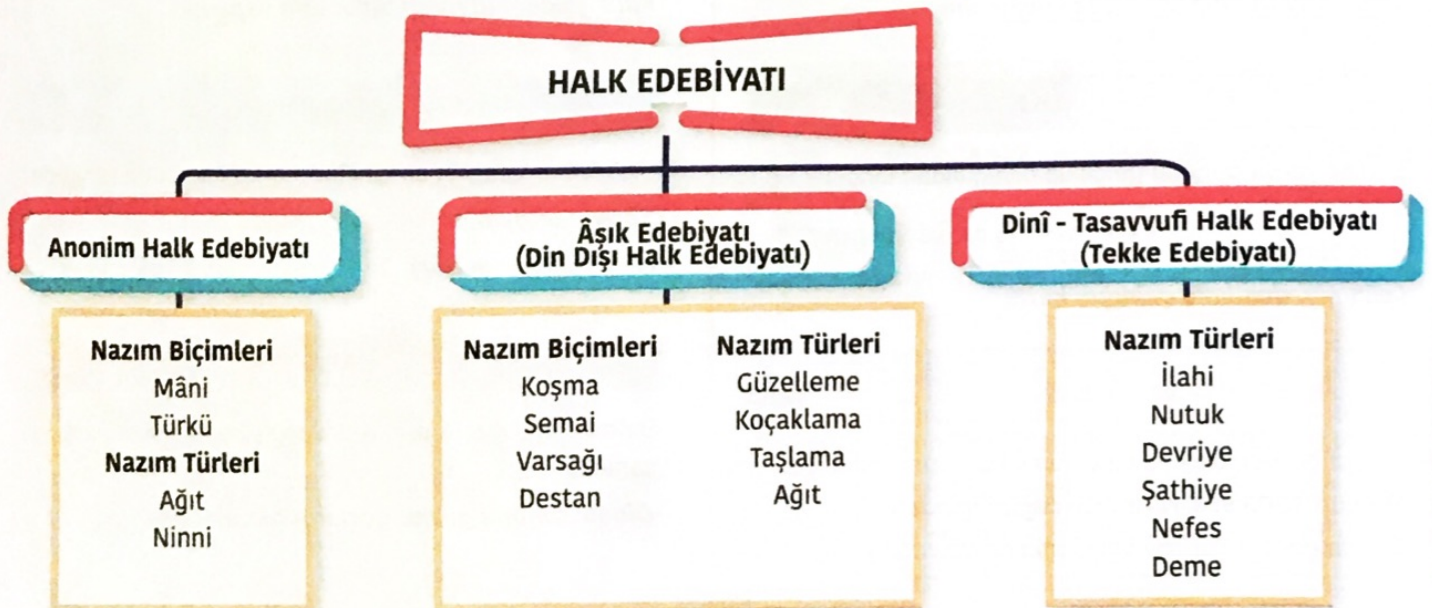 HALK EDEBİYATI
Anonim Halk Edebiyatı
Nazım Biçimleri
Mâni
Türkü
Nazım Türleri
Ağıt
Ninni
Âşık Edebiyatı
(Din Dışı Halk Edebiyatı)
Nazım Biçimleri
Koşma
Semai
Varsağı
Destan
Nazım Türleri
Güzelleme
Koçaklama
Taşlama
Ağıt
Dinî - Tasavvufi Halk Edebiyatı
(Tekke Edebiyatı)
Nazım Türleri
İlahi
Nutuk
Devriye
Şathiye
Nefes
Deme